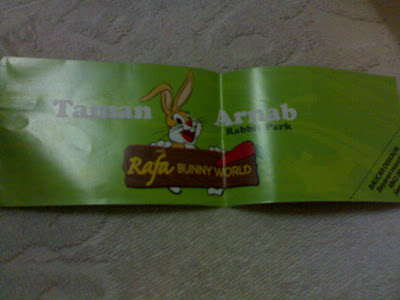 Taman Arnab
Rabbit Park
Rafa BUNNY WORLD